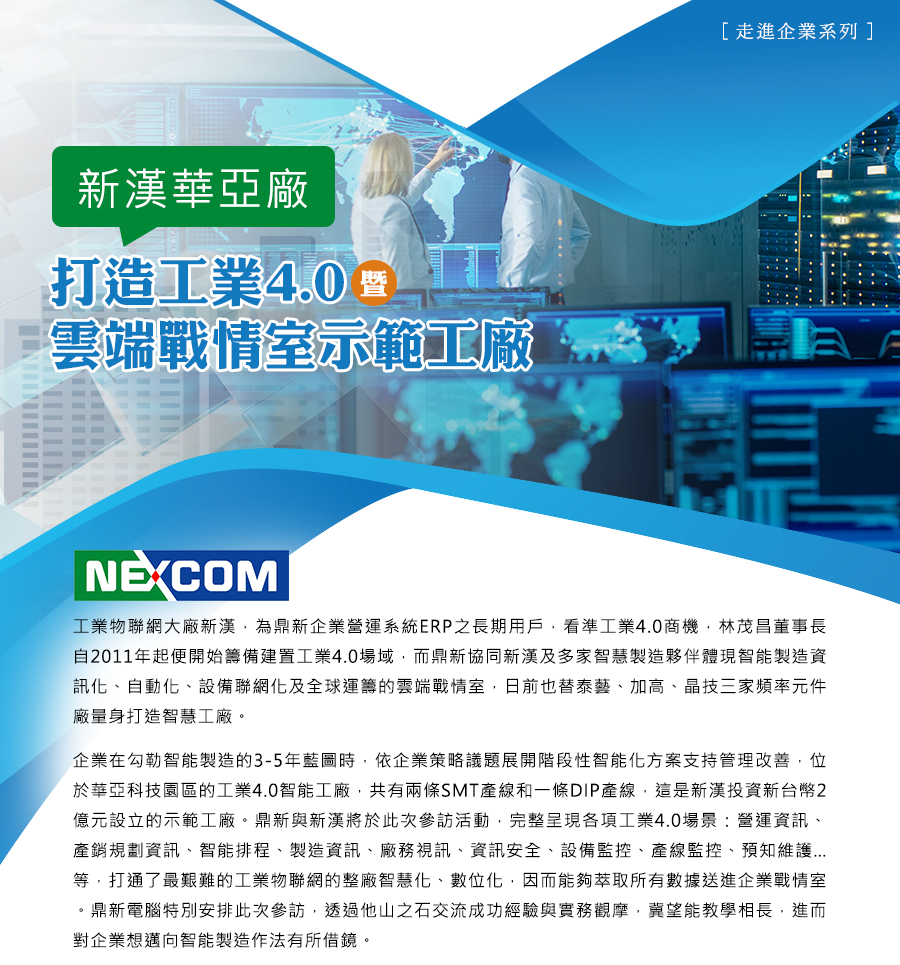 [ 走進企業系列 ]
新漢華亞廠
打造工業4.0 暨
雲端戰情室示範工廠
NEXCOM
工業物聯網大廠新漢，為鼎新企業營運系統ERP之長期用戶，看準工業4.0商機，林茂昌董事長
自2011年起便開始籌備建置工業4.0場域，而鼎新協同新漢及多家智慧製造夥伴體現智能製造資
訊化、自動化、設備聯網化及全球運籌的雲端戰情室，日前也替泰藝、加高、晶技三家頻率元件
廠量身打造智慧工廠。
企業在勾勒智能製造的3-5年藍圖時，依企業策略議題展開階段性智能化方案支持管理改善，位
於華亞科技園區的工業4.0智能工廠，共有兩條SMT產線和一條DIP產線，這是新漢投資新台幣2
億元設立的示範工廠。鼎新與新漢將於此次參訪活動，完整呈現各項工業4.0場景：營運資訊、
產銷規劃資訊、智能排程、製造資訊、廠務視訊、資訊安全、設備監控、產線監控、預知維護...
等，打通了最艱難的工業物聯網的整廠智慧化、數位化，因而能夠萃取所有數據送進企業戰情室
。鼎新電腦特別安排此次參訪，透過他山之石交流成功經驗與實務觀摩，冀望能教學相長，進而
對企業想邁向智能製造作法有所借鏡。